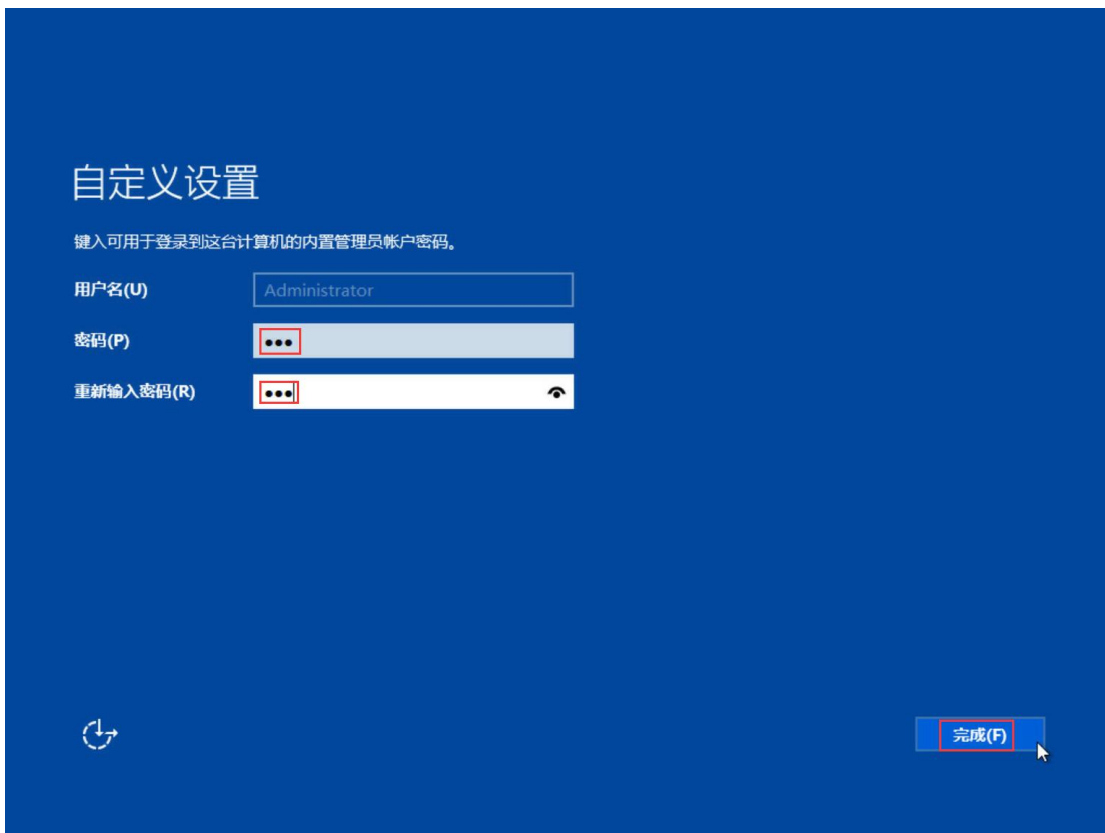 自定义设置
键入可用于登录到这台计算机的内置管理员帐户密码。
用户名(U) Administrator
密码(P) ●●●
重新输入密码(R) ●●●
完成(F)